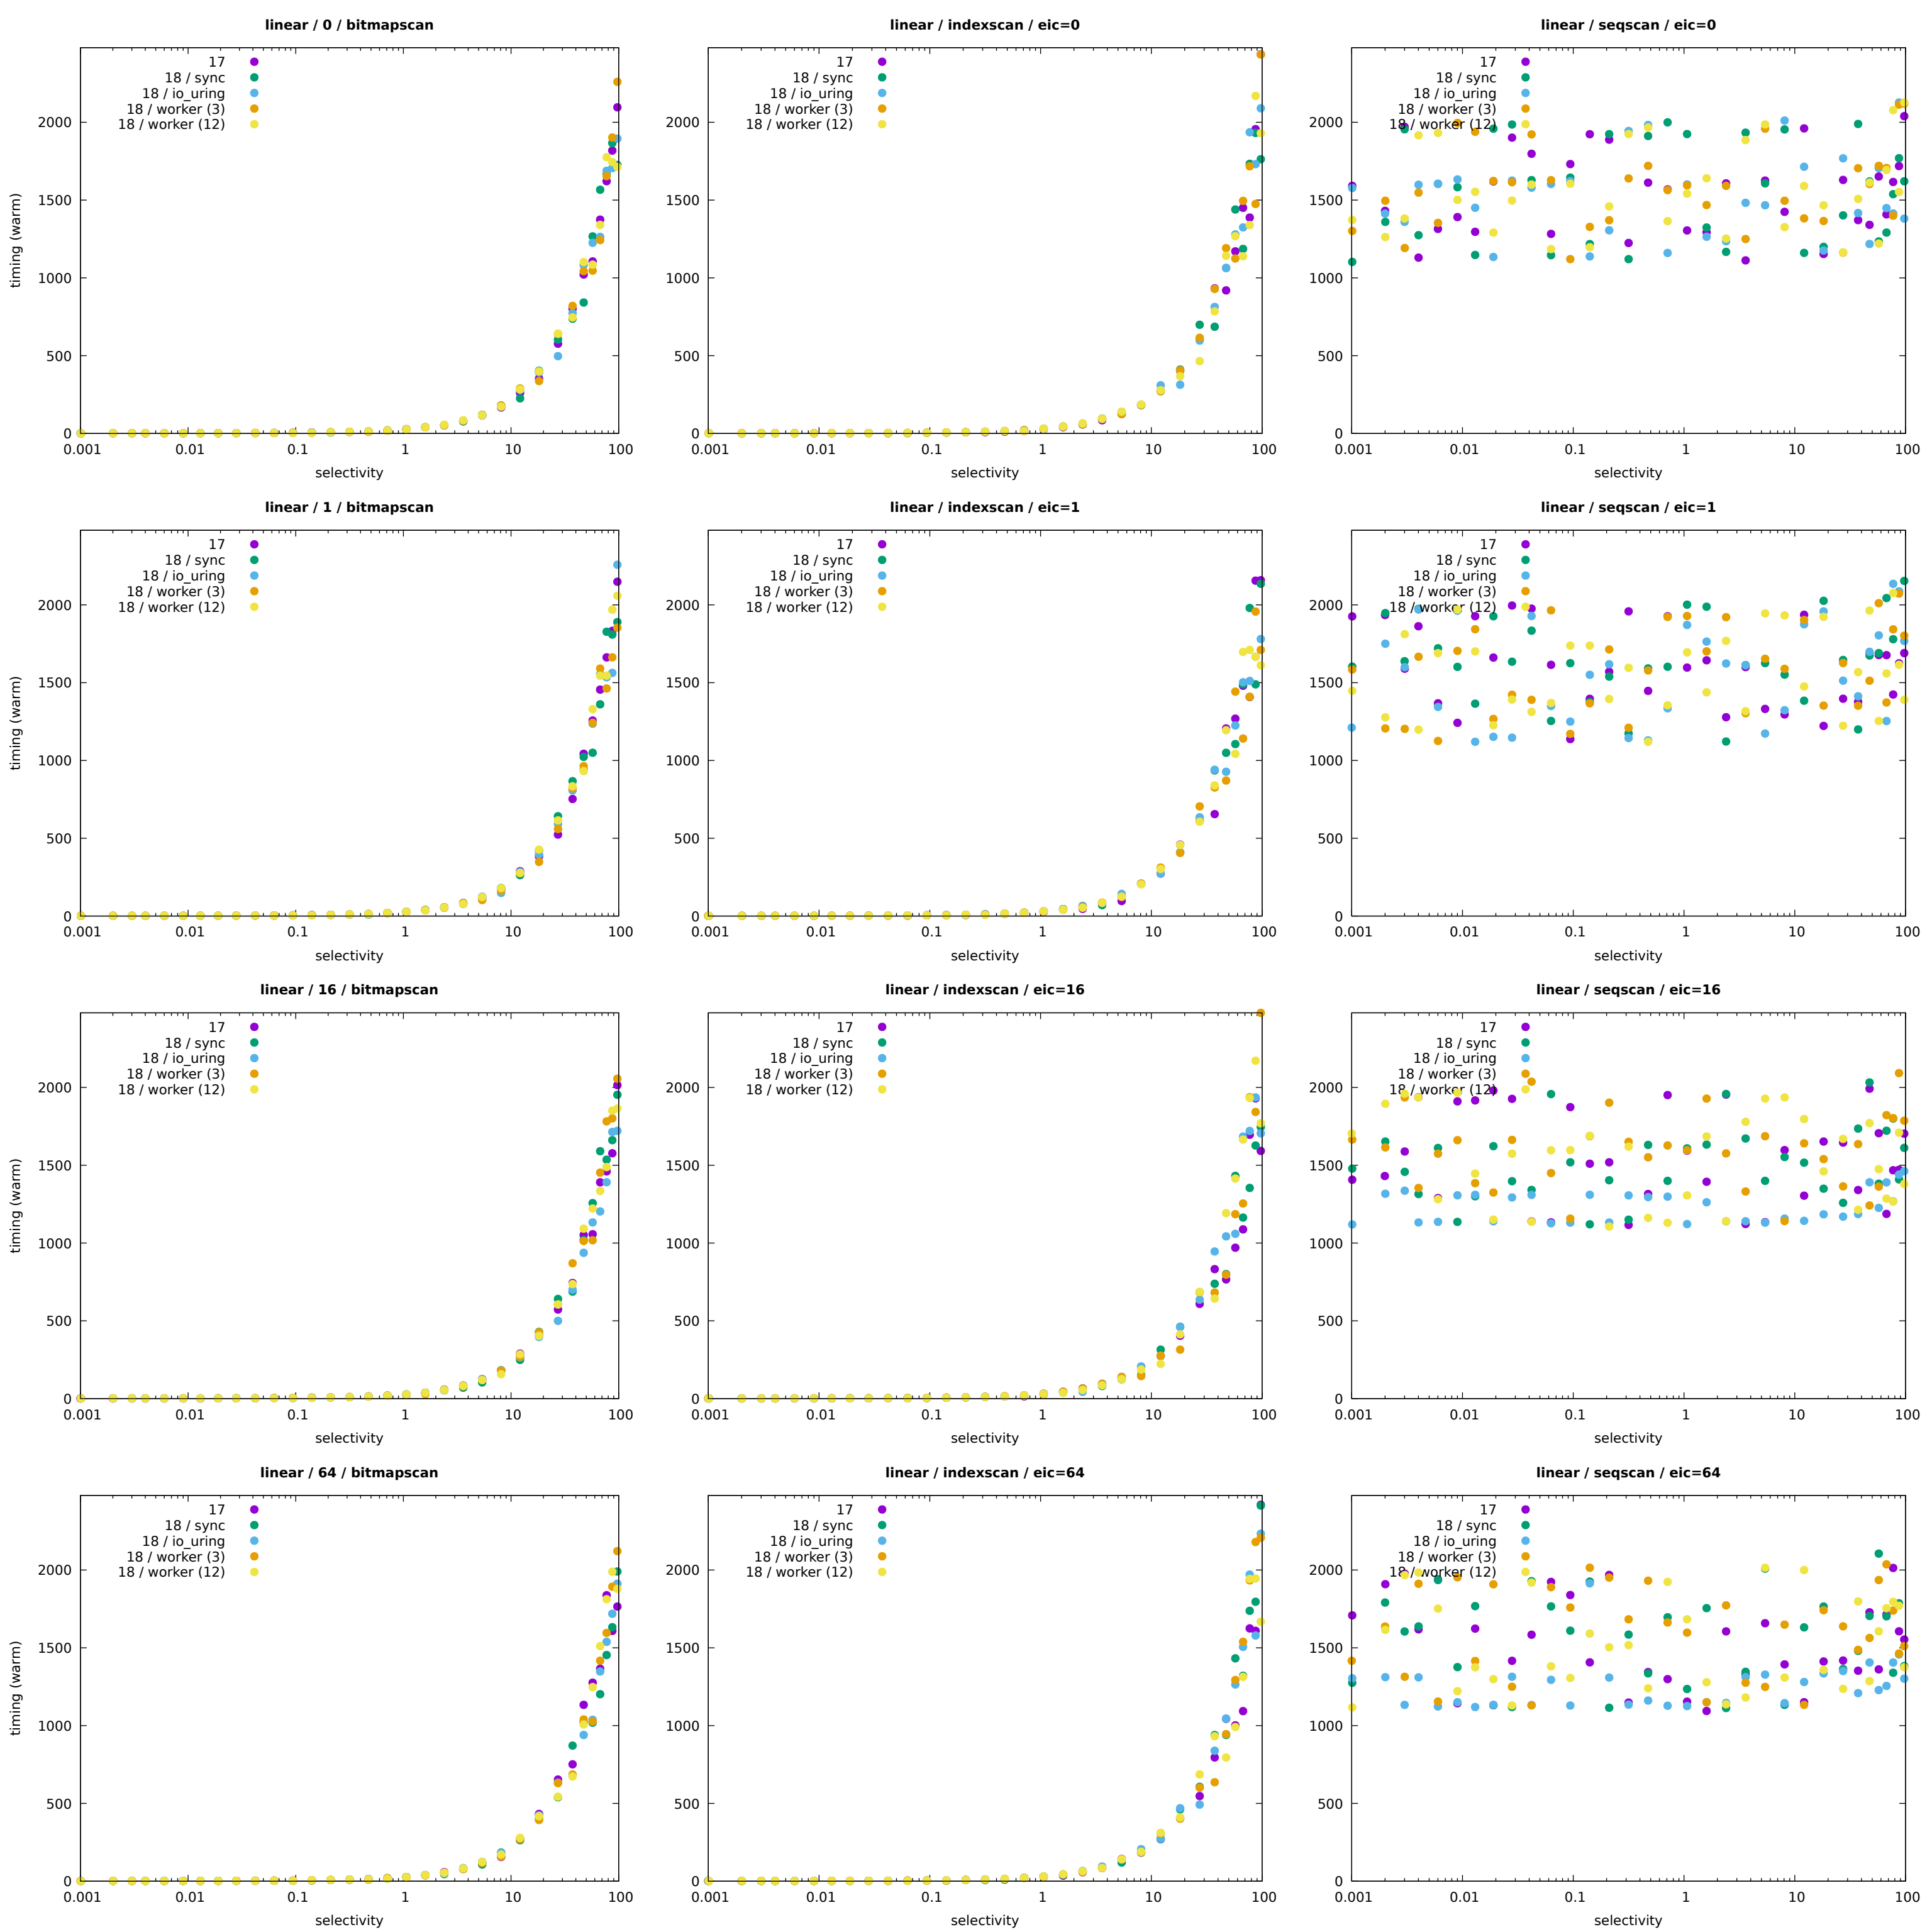 linear / 0 / bitmapscan
17
18 / sync
18 / io_uring
18 / worker (3)
18 / worker (12)
2000
1500
1000
500
0
timing (warm)
0.001 0.01 0.1 1 10 100
selectivity
linear / indexscan / eic=0
17
18 / sync
18 / io_uring
18 / worker (3)
18 / worker (12)
2000
1500
1000
500
0
0.001 0.01 0.1 1 10 100
selectivity
linear / seqscan / eic=0
17
18 / sync
18 / io_uring
18 / worker (3)
18 / worker (12)
2000
1500
1000
500
0
0.001 0.01 0.1 1 10 100
selectivity
linear / 1 / bitmapscan
17
18 / sync
18 / io_uring
18 / worker (3)
18 / worker (12)
2000
1500
1000
500
0
timing (warm)
0.001 0.01 0.1 1 10 100
selectivity
linear / indexscan / eic=1
17
18 / sync
18 / io_uring
18 / worker (3)
18 / worker (12)
2000
1500
1000
500
0
0.001 0.01 0.1 1 10 100
selectivity
linear / seqscan / eic=1
17
18 / sync
18 / io_uring
18 / worker (3)
18 / worker (12)
2000
1500
1000
500
0
0.001 0.01 0.1 1 10 100
selectivity
linear / 16 / bitmapscan
17
18 / sync
18 / io_uring
18 / worker (3)
18 / worker (12)
2000
1500
1000
500
0
timing (warm)
0.001 0.01 0.1 1 10 100
selectivity
linear / indexscan / eic=16
17
18 / sync
18 / io_uring
18 / worker (3)
18 / worker (12)
2000
1500
1000
500
0
0.001 0.01 0.1 1 10 100
selectivity
linear / seqscan / eic=16
17
18 / sync
18 / io_uring
18 / worker (3)
18 / worker (12)
2000
1500
1000
500
0
0.001 0.01 0.1 1 10 100
selectivity
linear / 64 / bitmapscan
17
18 / sync
18 / io_uring
18 / worker (3)
18 / worker (12)
2000
1500
1000
500
0
timing (warm)
0.001 0.01 0.1 1 10 100
selectivity
linear / indexscan / eic=64
17
18 / sync
18 / io_uring
18 / worker (3)
18 / worker (12)
2000
1500
1000
500
0
0.001 0.01 0.1 1 10 100
selectivity
linear / seqscan / eic=64
17
18 / sync
18 / io_uring
18 / worker (3)
18 / worker (12)
2000
1500
1000
500
0
0.001 0.01 0.1 1 10 100
selectivity